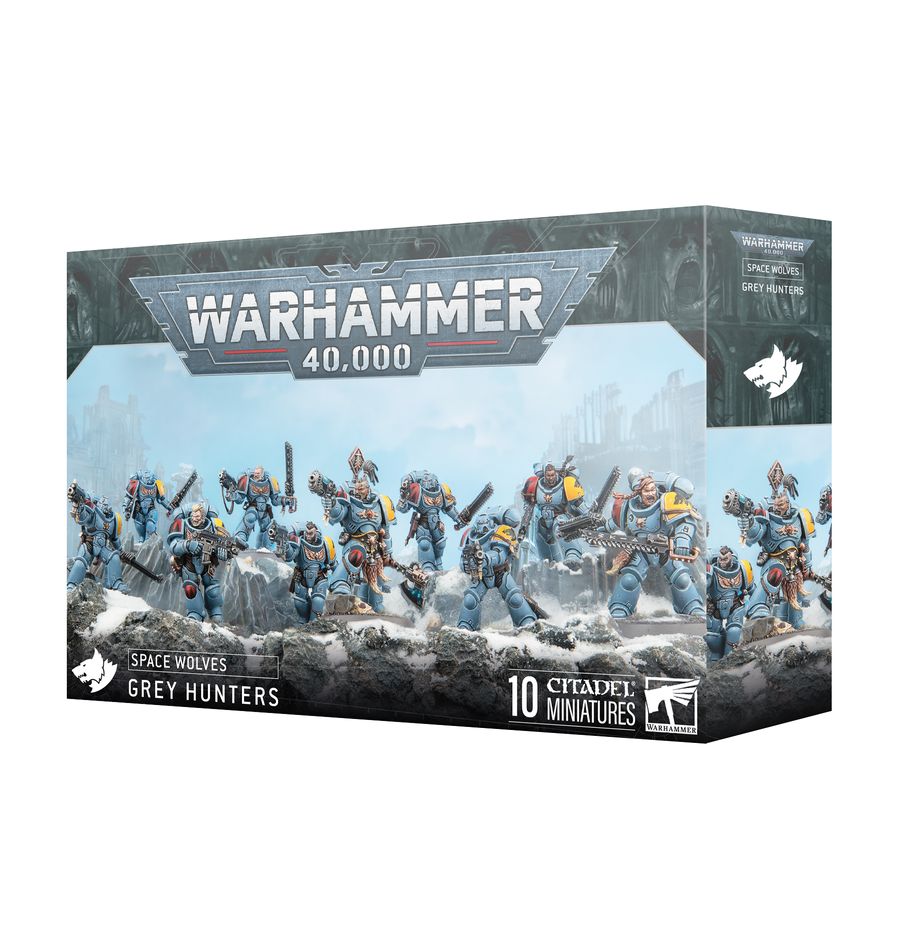 WARHAMMER
40,000
SPACE WOLVES
GREY HUNTERS
10 CITADEL®
MINIATURES
WARHAMMER
WARHAMMER
40,000
SPACE WOLVES
GREY HUNTERS